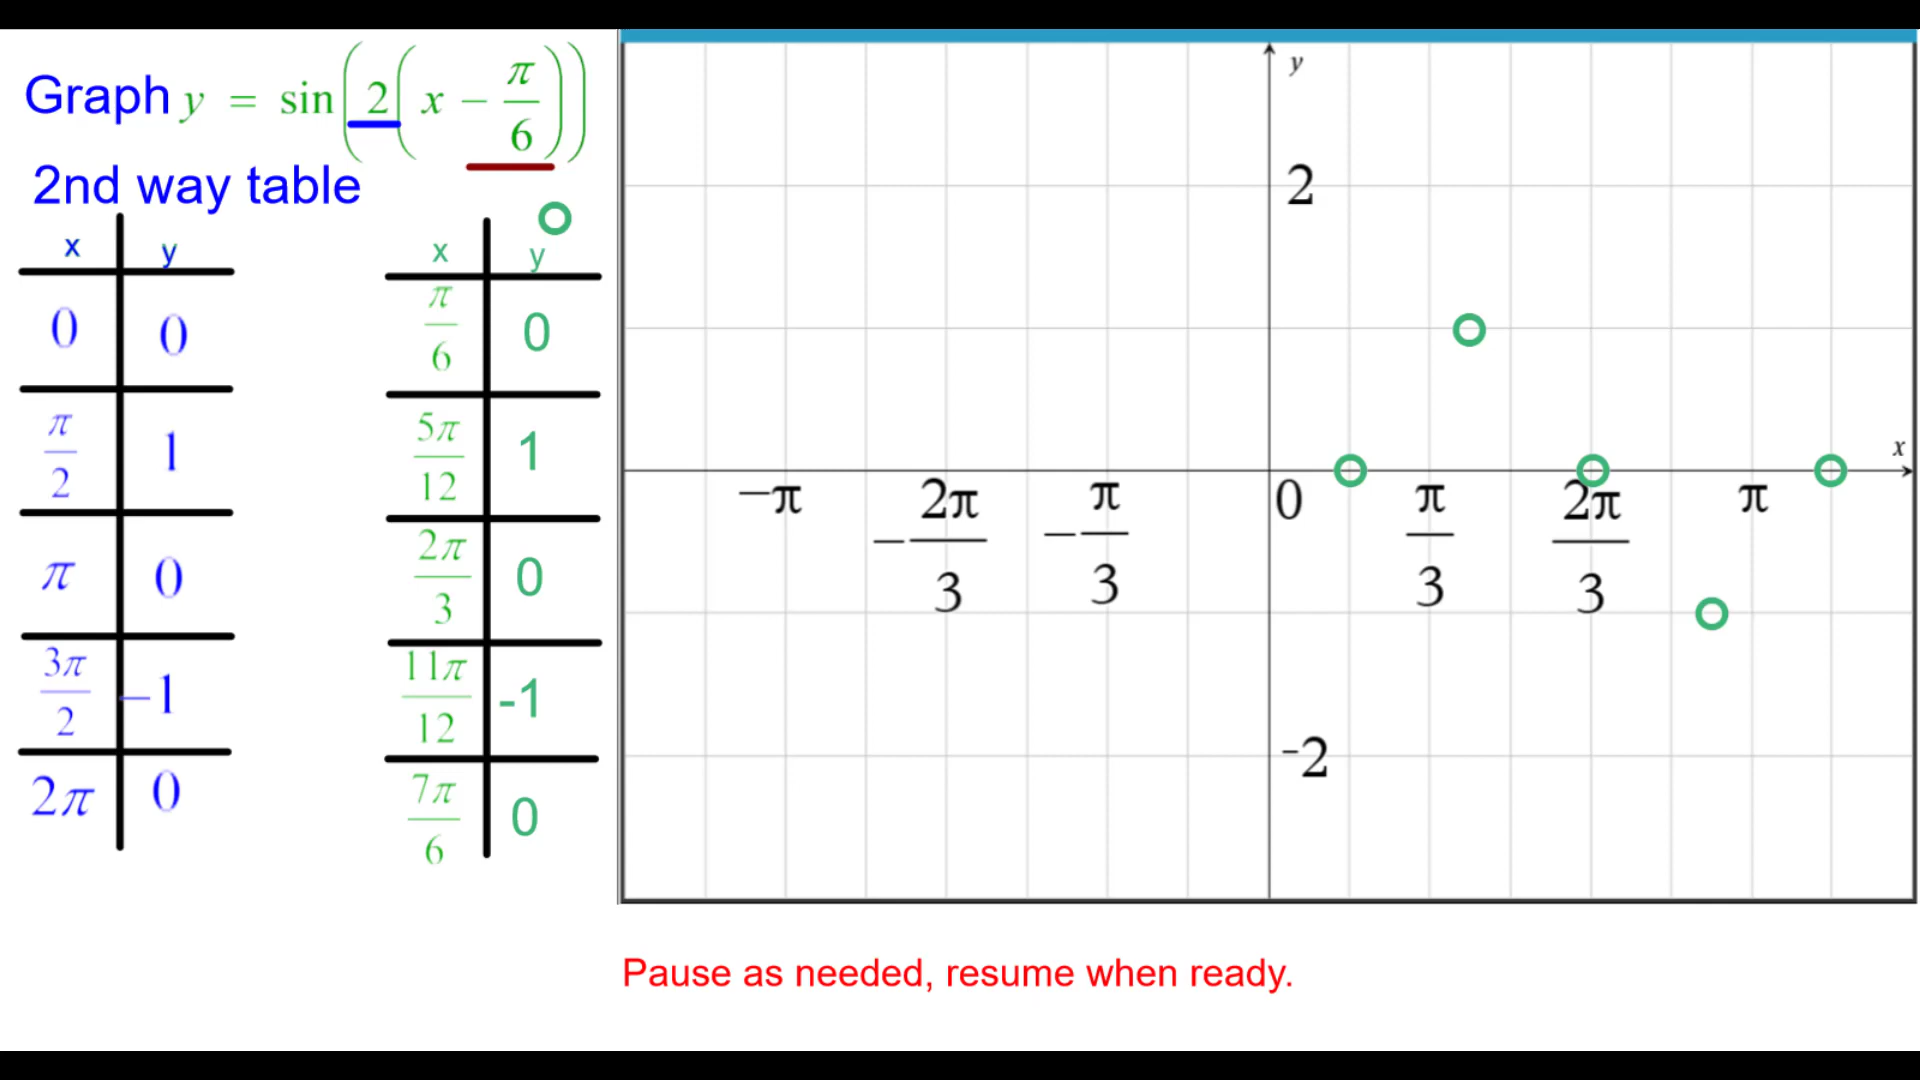 Graph y = sin(2(x − π/6))
2nd way table
x y
0 0
π/2 1
π 0
3π/2 −1
2π 0
x y
π/6 0
5π/12 1
2π/3 0
11π/12 -1
7π/6 0
y
2
x
−π −2π/3 −π/3 0 π/3 2π/3 π
-2
Pause as needed, resume when ready.